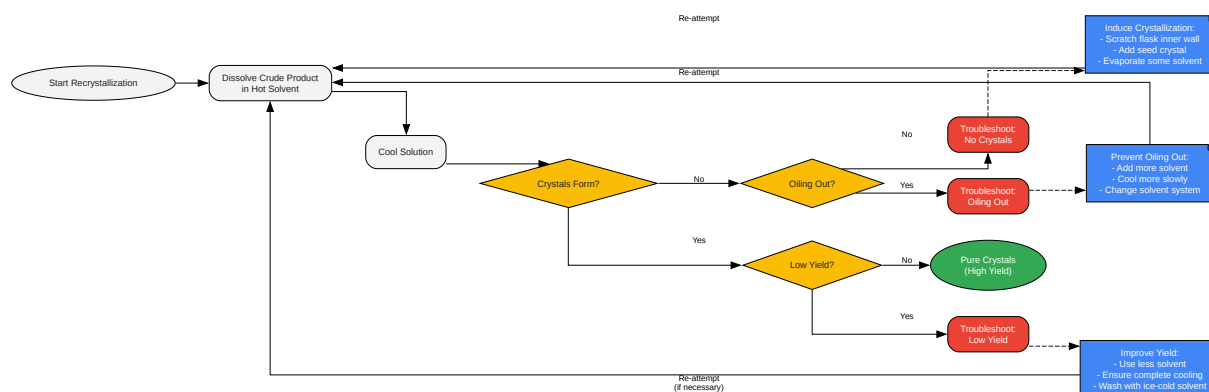 Re-attempt
Induce Crystallization:
- Scratch flask inner wall
- Add seed crystal
- Evaporate some solvent
Start Recrystallization
Dissolve Crude Product
in Hot Solvent
Re-attempt
Cool Solution
No
Troubleshoot:
No Crystals
Crystals Form?
No
Oiling Out?
Yes
Troubleshoot:
Oiling Out
Prevent Oiling Out:
- Add more solvent
- Cool more slowly
- Change solvent system
Yes
Low Yield?
No
Pure Crystals
(High Yield)
Yes
Troubleshoot:
Low Yield
Improve Yield:
- Use less solvent
- Ensure complete cooling
- Wash with ice-cold solvent
Re-attempt
(if necessary)